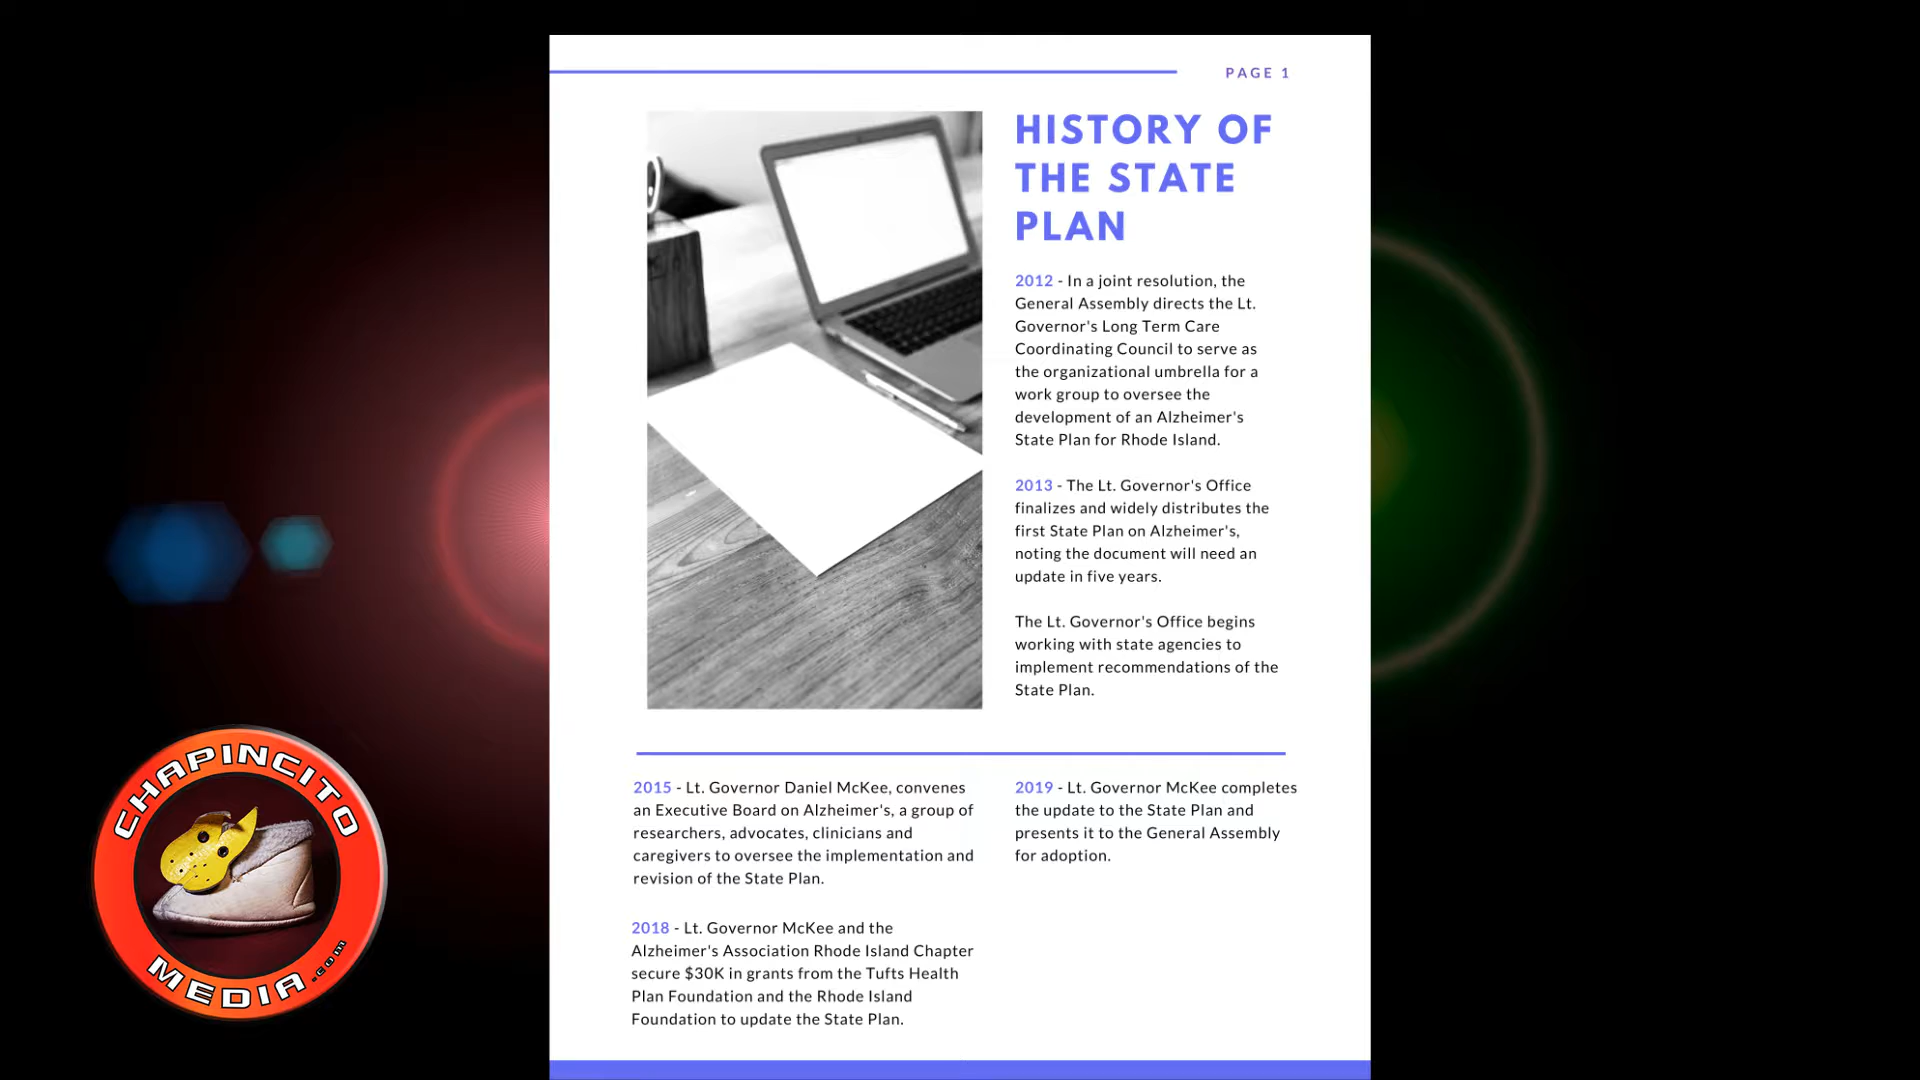 PAGE 1
HISTORY OF
THE STATE
PLAN
2012 - In a joint resolution, the
General Assembly directs the Lt.
Governor's Long Term Care
Coordinating Council to serve as
the organizational umbrella for a
work group to oversee the
development of an Alzheimer's
State Plan for Rhode Island.
2013 - The Lt. Governor's Office
finalizes and widely distributes the
first State Plan on Alzheimer's,
noting the document will need an
update in five years.
The Lt. Governor's Office begins
working with state agencies to
implement recommendations of the
State Plan.
2015 - Lt. Governor Daniel McKee, convenes
an Executive Board on Alzheimer's, a group of
researchers, advocates, clinicians and
caregivers to oversee the implementation and
revision of the State Plan.
2018 - Lt. Governor McKee and the
Alzheimer's Association Rhode Island Chapter
secure $30K in grants from the Tufts Health
Plan Foundation and the Rhode Island
Foundation to update the State Plan.
2019 - Lt. Governor McKee completes
the update to the State Plan and
presents it to the General Assembly
for adoption.
CHAPINCITO
MEDIA.com